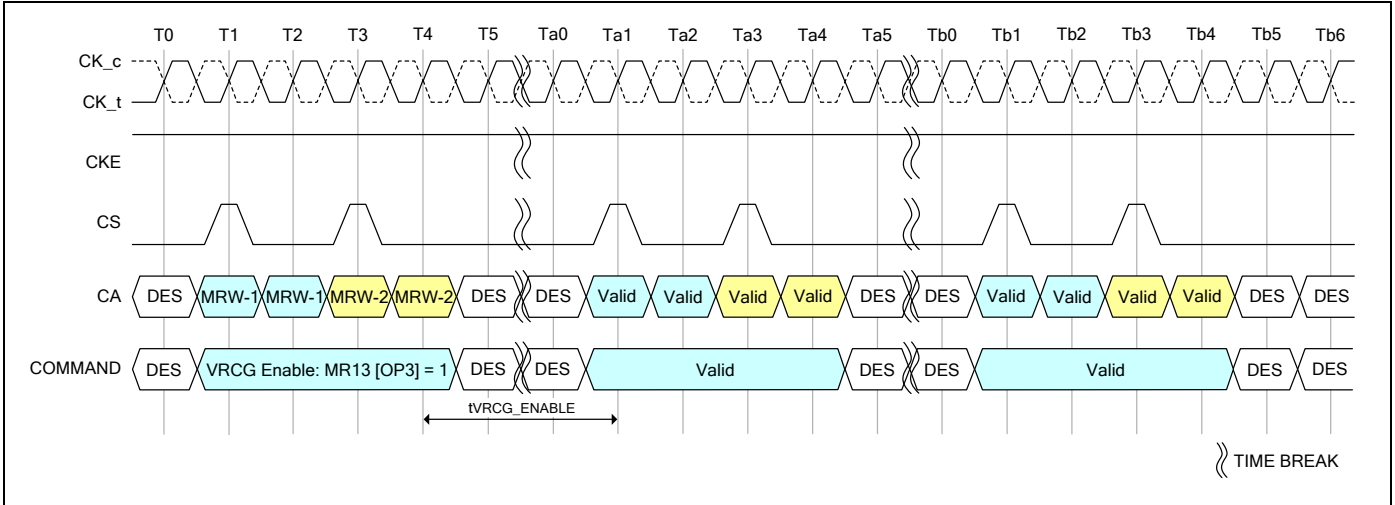 T0 T1 T2 T3 T4 T5 Ta0 Ta1 Ta2 Ta3 Ta4 Ta5 Tb0 Tb1 Tb2 Tb3 Tb4 Tb5 Tb6
CK_c
CK_t
CKE
CS
CA DES MRW-1 MRW-1 MRW-2 MRW-2 DES DES Valid Valid Valid Valid DES DES Valid Valid Valid Valid DES DES
COMMAND DES VRCG Enable: MR13 [OP3] = 1 DES DES Valid DES DES Valid DES DES
tVRCG_ENABLE
TIME BREAK